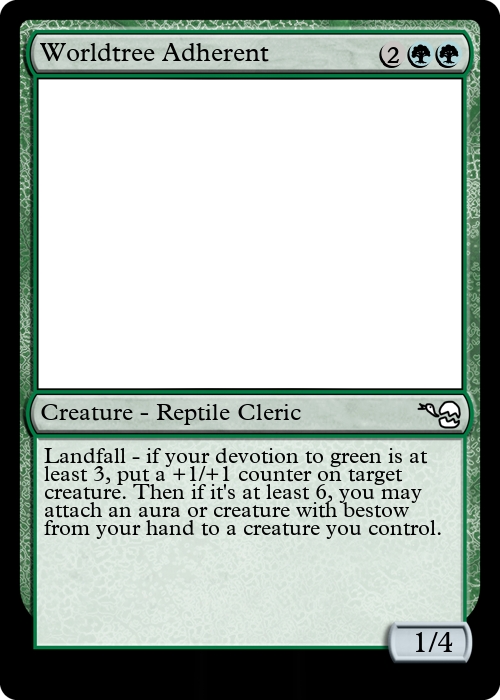 Worldtree Adherent 2
Creature - Reptile Cleric
Landfall - if your devotion to green is at
least 3, put a +1/+1 counter on target
creature. Then if it's at least 6, you may
attach an aura or creature with bestow
from your hand to a creature you control.
1/4